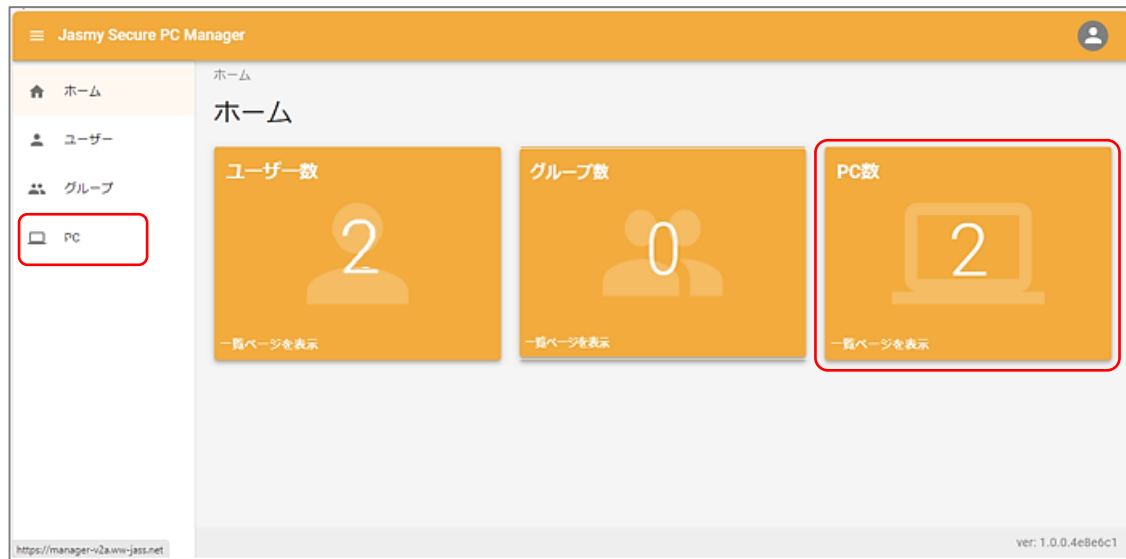 Jasmy Secure PC Manager
ホーム
ユーザー
グループ
PC
ホーム
ホーム
ユーザー数
2
一覧ページを表示
グループ数
0
一覧ページを表示
PC数
2
一覧ページを表示
https://manager-v2a.ww-jass.net
ver: 1.0.0.4e8e6c1